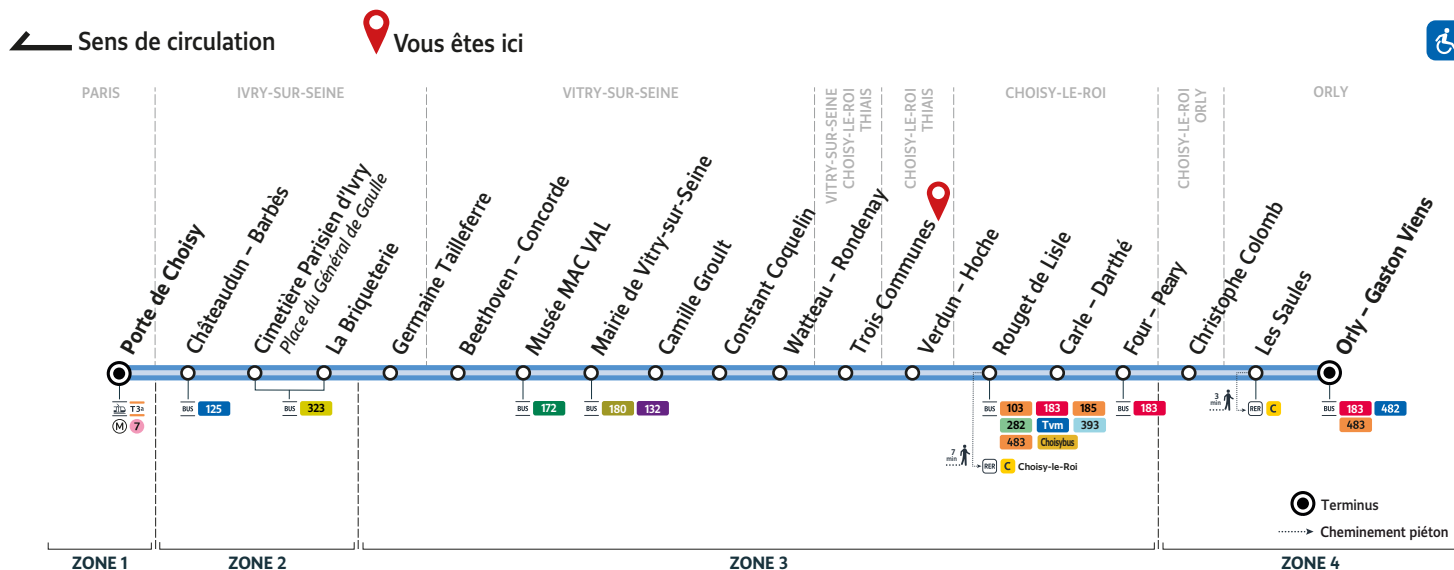 Sens de circulation
Vous êtes ici
PARIS
IVRY-SUR-SEINE
VITRY-SUR-SEINE
VITRY-SUR-SEINE
CHOISY-LE-ROI
THIAIS
CHOISY-LE-ROI
THIAIS
CHOISY-LE-ROI
CHOISY-LE-ROI
ORLY
ORLY
Porte de Choisy
Châteaudun – Barbès
Cimetière Parisien d'Ivry
Place du Général de Gaulle
La Briqueterie
Germaine Tailleferre
Beethoven – Concorde
Musée MAC VAL
Mairie de Vitry-sur-Seine
Camille Groult
Constant Coquelin
Watteau – Rondenay
Trois Communes
Verdun – Hoche
Rouget de Lisle
Carle – Darthé
Four – Peary
Christophe Colomb
Les Saules
Orly – Gaston Viens
T3a
M 7
BUS 125
BUS 323
BUS 172
BUS 180 132
BUS 103 183 185
282 Tvm 393
483 Choisybus
7 min
RER C Choisy-le-Roi
BUS 183
3 min
RER C
BUS 183 482
483
Terminus
Cheminement piéton
ZONE 1
ZONE 2
ZONE 3
ZONE 4